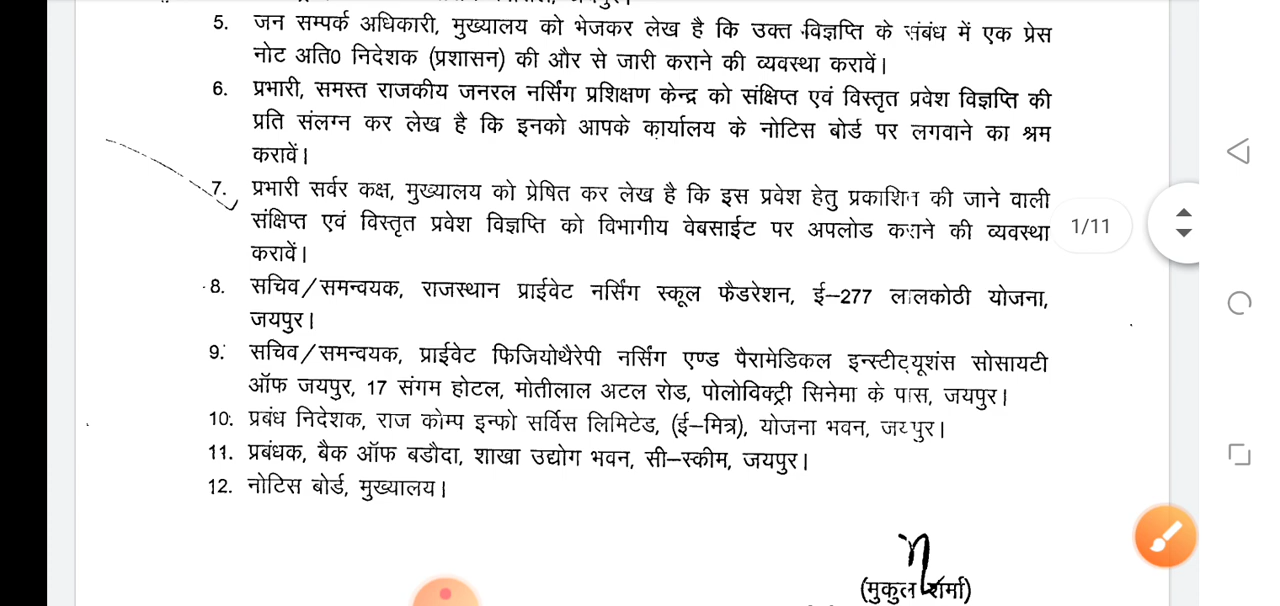 5. जन सम्पर्क अधिकारी, मुख्यालय को भेजकर लेख है कि उक्त विज्ञप्ति के संबंध में एक प्रेस
नोट अति0 निदेशक (प्रशासन) की और से जारी कराने की व्यवस्था करावें।
6. प्रभारी, समस्त राजकीय जनरल नर्सिंग प्रशिक्षण केन्द्र को संक्षिप्त एवं विस्तृत प्रवेश विज्ञप्ति की
प्रति संलग्न कर लेख है कि इनको आपके कार्यालय के नोटिस बोर्ड पर लगवाने का श्रम
करावें।
7. प्रभारी सर्वर कक्ष, मुख्यालय को प्रेषित कर लेख है कि इस प्रवेश हेतु प्रकाशित की जाने वाली
संक्षिप्त एवं विस्तृत प्रवेश विज्ञप्ति को विभागीय वेबसाईट पर अपलोड कराने की व्यवस्था
1/11
करावें।
8. सचिव/समन्वयक, राजस्थान प्राईवेट नर्सिंग स्कूल फैडरेशन, ई-277 लालकोठी योजना,
जयपुर।
9. सचिव/समन्वयक, प्राईवेट फिजियोथैरेपी नर्सिंग एण्ड पैरामेडिकल इन्स्टीट्यूशंस सोसायटी
ऑफ जयपुर, 17 संगम होटल, मोतीलाल अटल रोड, पोलोविक्ट्री सिनेमा के पास, जयपुर।
10. प्रबंध निदेशक, राज कोम्प इन्फो सर्विस लिमिटेड, (ई-मित्र), योजना भवन, जयपुर।
11. प्रबंधक, बैक ऑफ बडौदा, शाखा उद्योग भवन, सी-स्कीम, जयपुर।
12. नोटिस बोर्ड, मुख्यालय।
(मुकुल शर्मा)